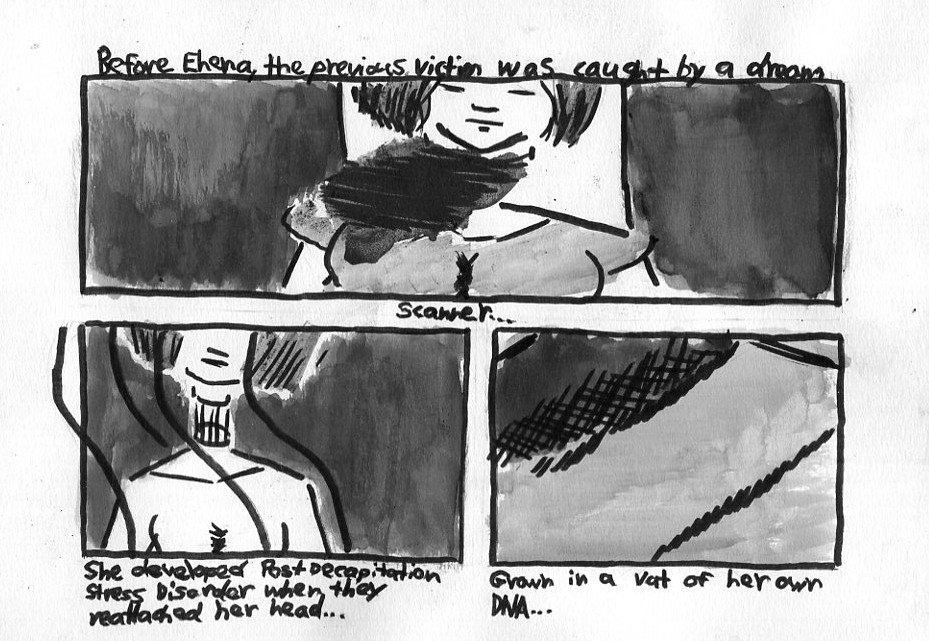 Before Ehena, the previous victim was caught by a dream
Scanner...
She developed Post Decapitation
Stress Disorder when they
reattached her head...
Grown in a vat of her own
DNA...